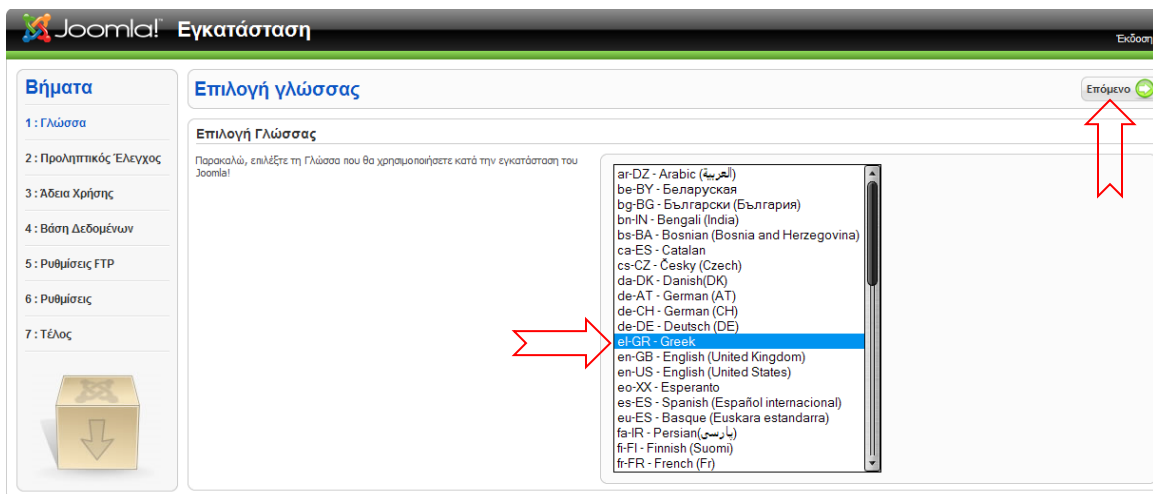 Joomla! Εγκατάσταση
Έκδοση
Βήματα
1 : Γλώσσα
2 : Προληπτικός Έλεγχος
3 : Άδεια Χρήσης
4 : Βάση Δεδομένων
5 : Ρυθμίσεις FTP
6 : Ρυθμίσεις
7 : Τέλος
Επιλογή γλώσσας
Επόμενο
Επιλογή Γλώσσας
Παρακαλώ, επιλέξτε τη Γλώσσα που θα χρησιμοποιήσετε κατά την εγκατάσταση του
Joomla!
ar-DZ - Arabic (العربية)
be-BY - Беларуская
bg-BG - Български (България)
bn-IN - Bengali (India)
bs-BA - Bosnian (Bosnia and Herzegovina)
ca-ES - Catalan
cs-CZ - Česky (Czech)
da-DK - Danish(DK)
de-AT - German (AT)
de-CH - German (CH)
de-DE - Deutsch (DE)
el-GR - Greek
en-GB - English (United Kingdom)
en-US - English (United States)
eo-XX - Esperanto
es-ES - Spanish (Español internacional)
eu-ES - Basque (Euskara estandarra)
fa-IR - Persian(پارسی)
fi-FI - Finnish (Suomi)
fr-FR - French (Fr)